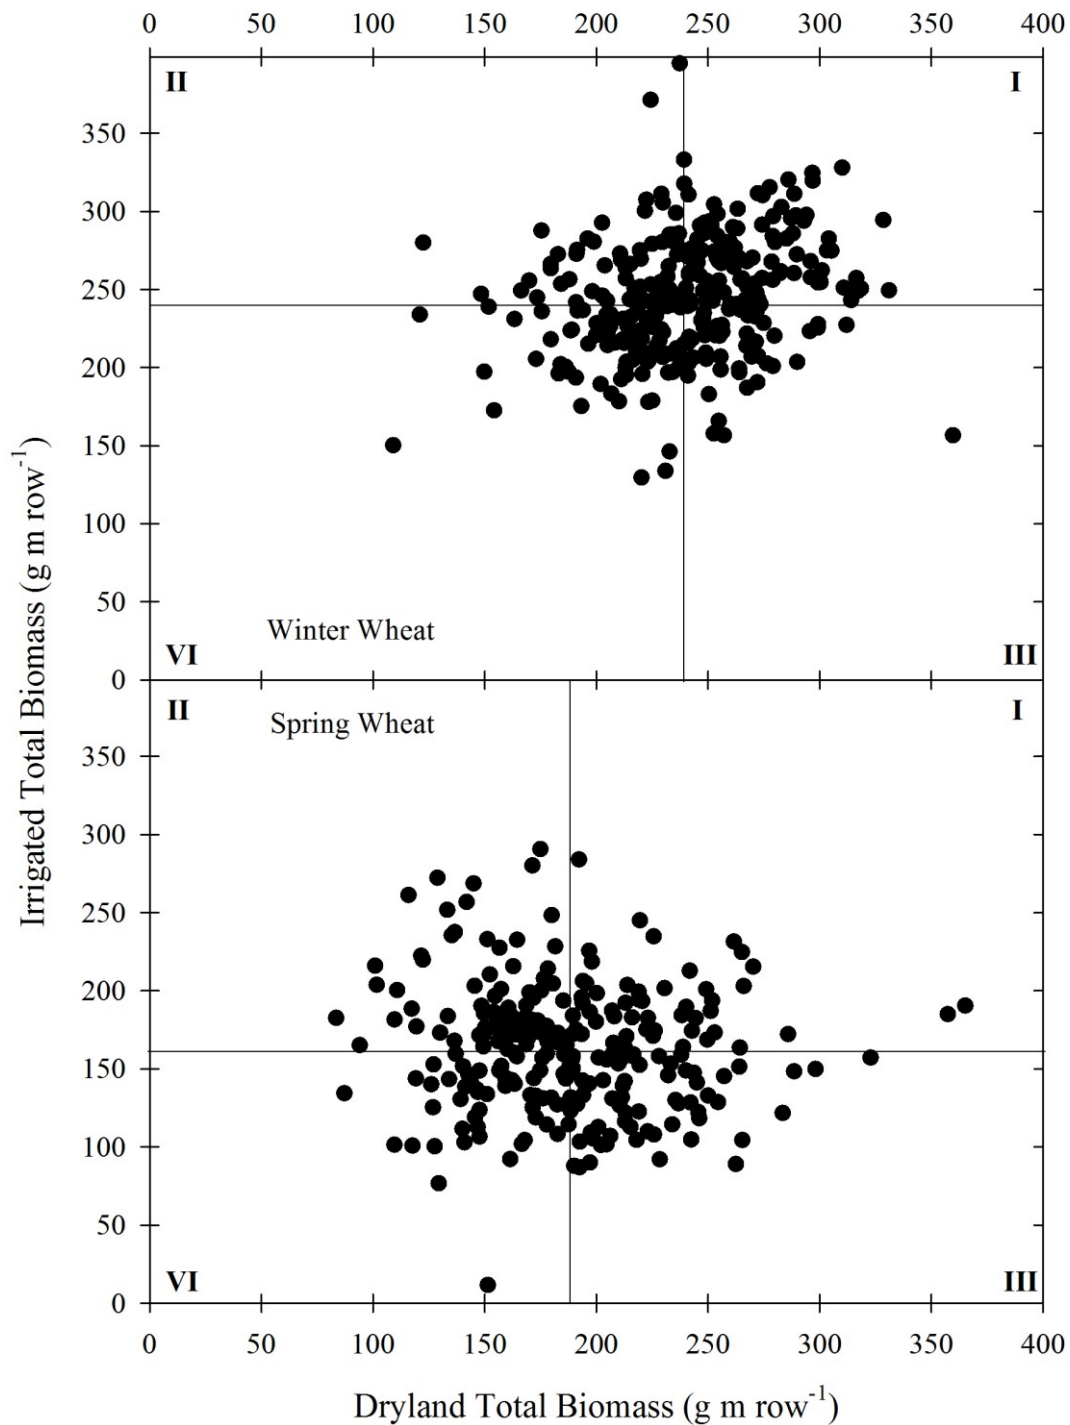 0 50 100 150 200 250 300 350 400
II I
350
300
250
200
150
100
50
Winter Wheat
VI III
0
II I
Spring Wheat
350
300
250
200
150
100
50
VI III
0
0 50 100 150 200 250 300 350 400
Irrigated Total Biomass (g m row⁻¹)
Dryland Total Biomass (g m row⁻¹)